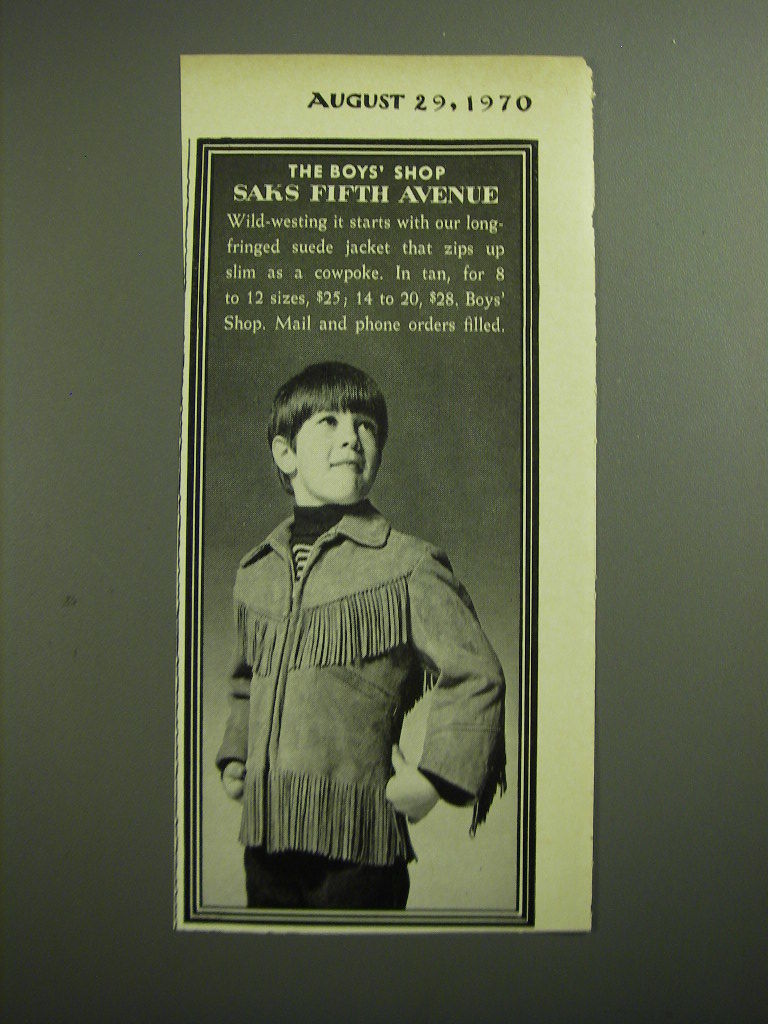 AUGUST 29, 1970
THE BOYS' SHOP
SAKS FIFTH AVENUE
Wild-westing it starts with our long-
fringed suede jacket that zips up
slim as a cowpoke. In tan, for 8
to 12 sizes, $25; 14 to 20, $28. Boys'
Shop. Mail and phone orders filled.